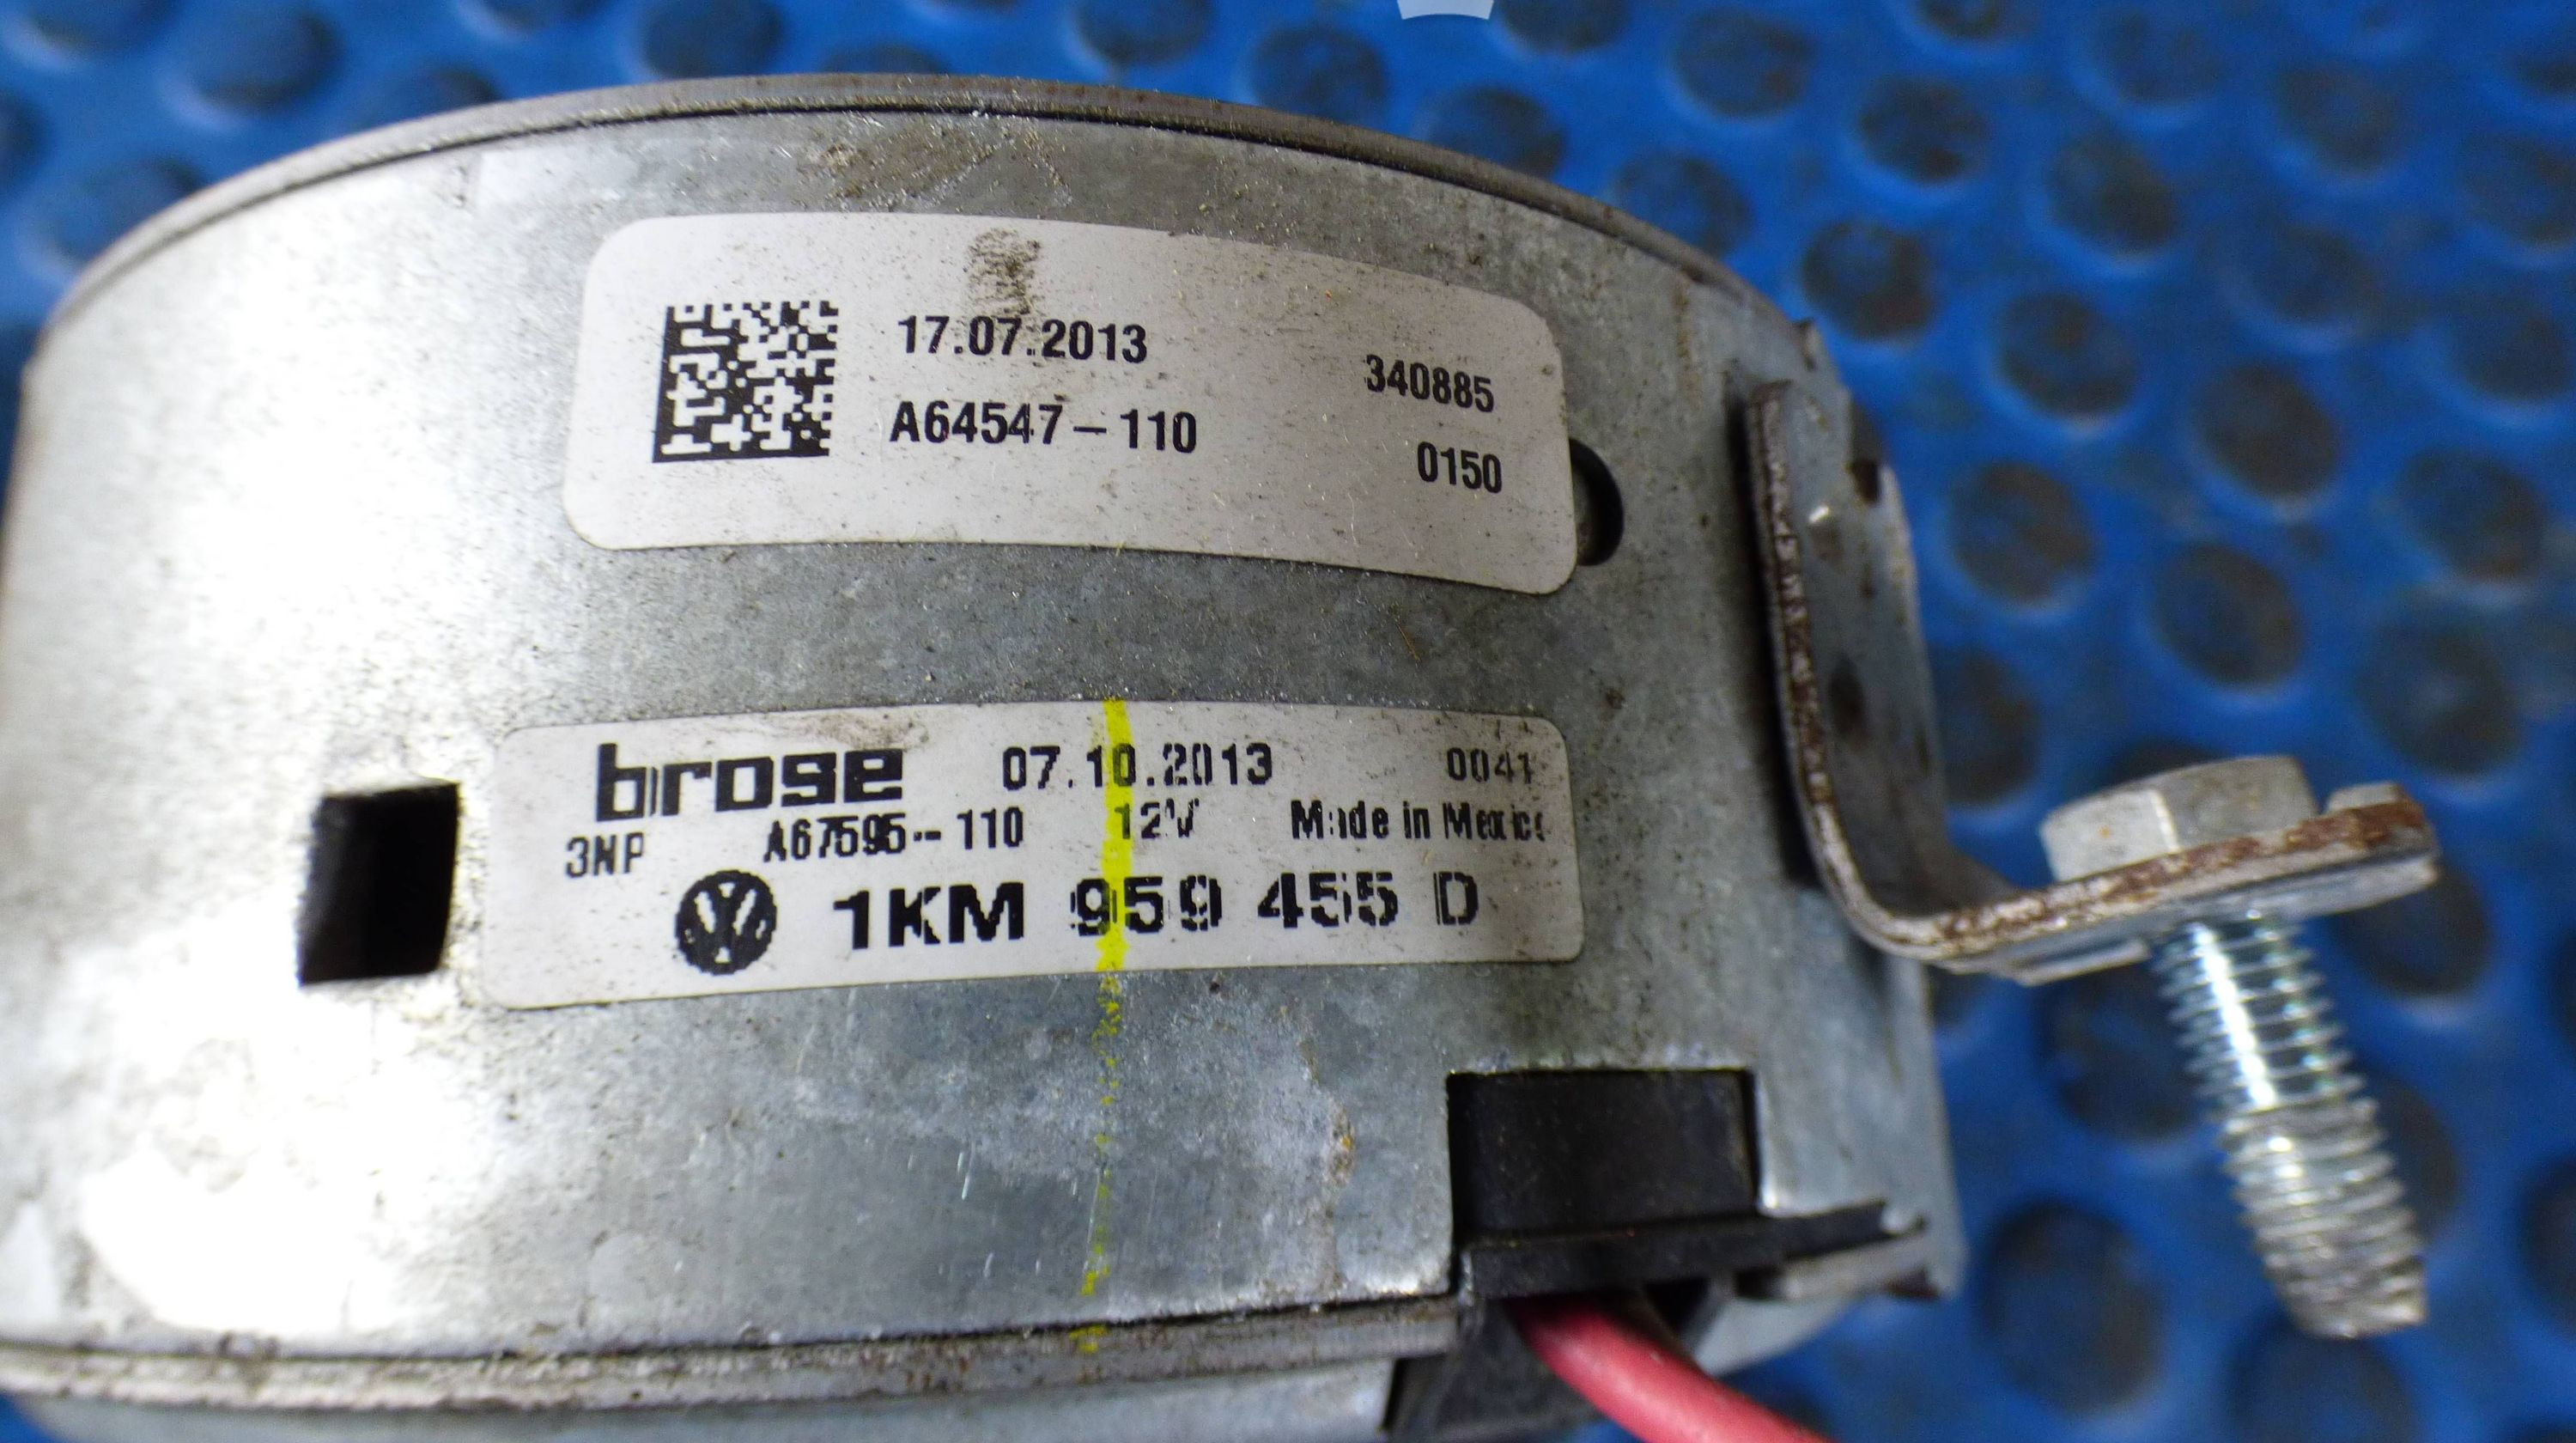 17.07.2013 340885
A64547-110 0150
brose 07.10.2013 0041
3NP A67595-110 12V Made in Mexico
1KM 959 455 D